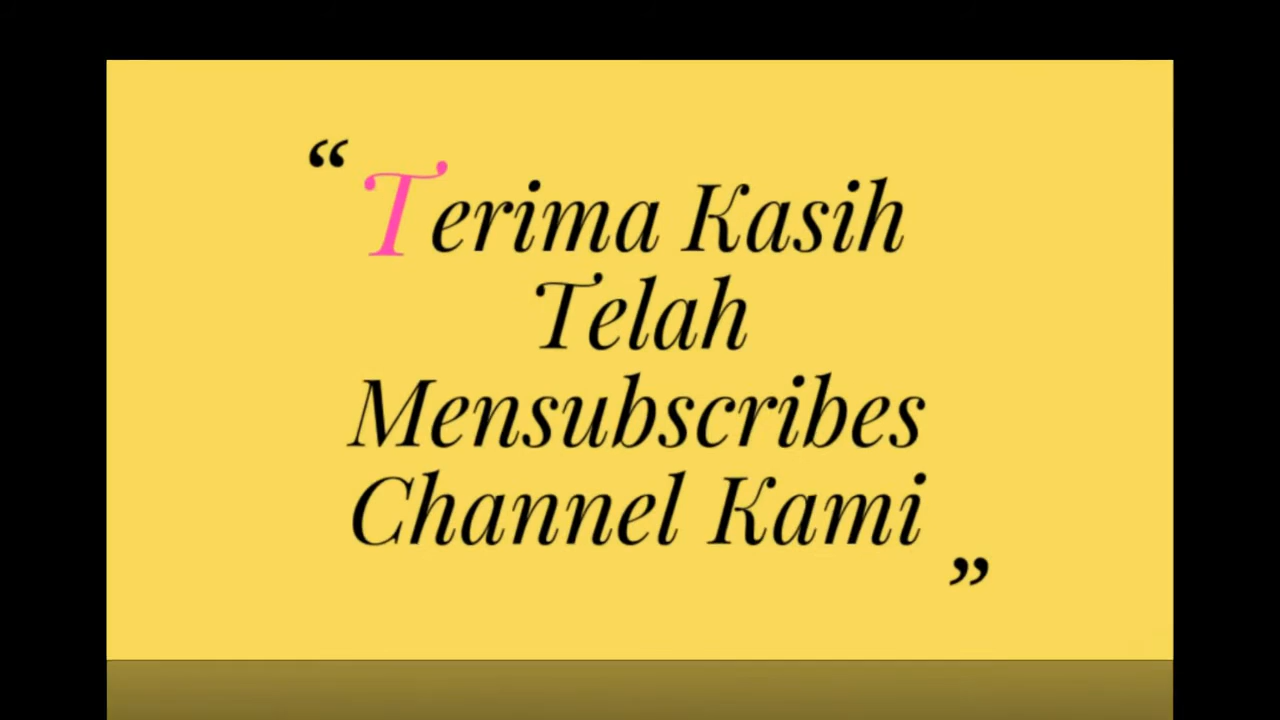 “Terima Kasih
Telah
Mensubscribes
Channel Kami”